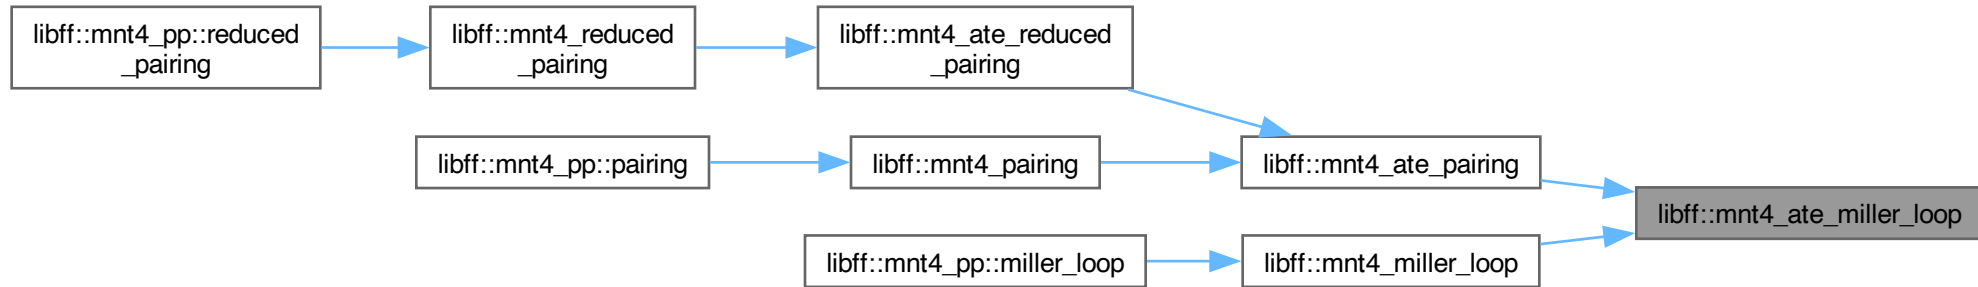 libff::mnt4_pp::reduced
_pairing
libff::mnt4_reduced
_pairing
libff::mnt4_ate_reduced
_pairing
libff::mnt4_pp::pairing
libff::mnt4_pairing
libff::mnt4_ate_pairing
libff::mnt4_ate_miller_loop
libff::mnt4_pp::miller_loop
libff::mnt4_miller_loop